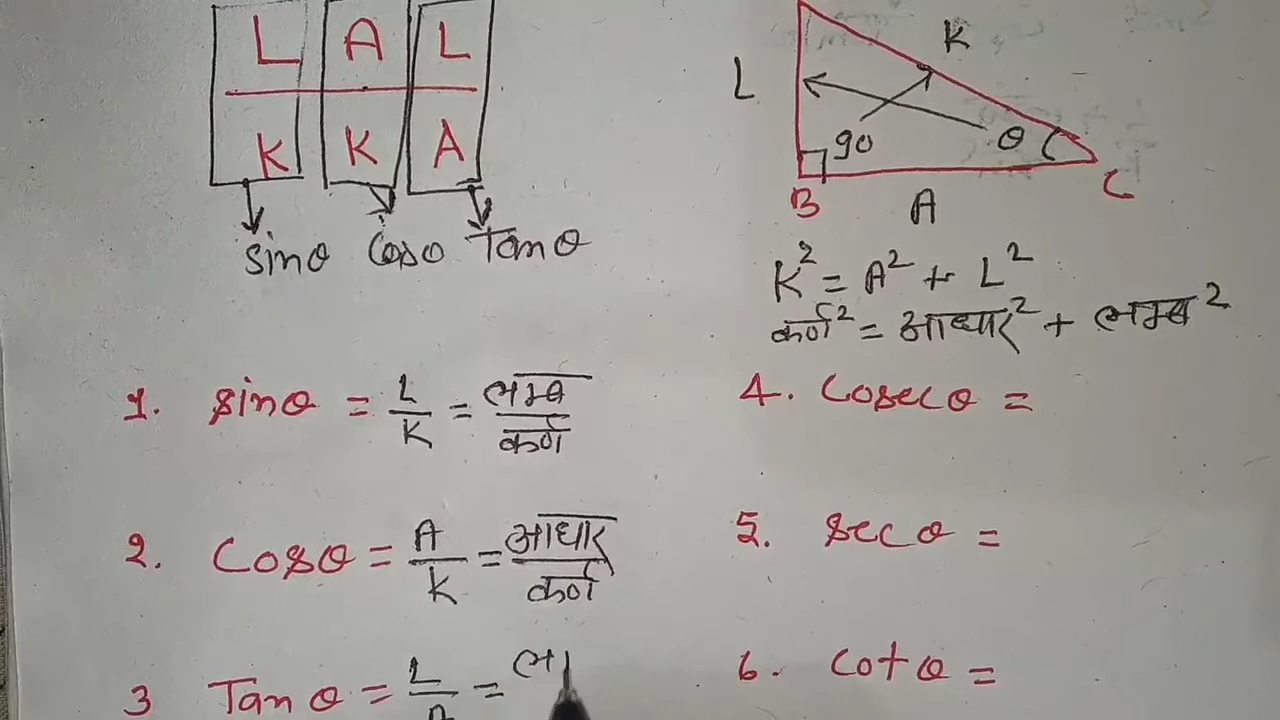 L A L
K K A
sinθ Cosθ Tanθ
K
L
90 θ
B A C
K² = A² + L²
कर्ण² = आधार² + लम्ब²
1. sinθ = L/K = लम्ब/कर्ण
4. Cosecθ =
2. Cosθ = A/K = आधार/कर्ण
5. secθ =
3 Tanθ = L/A = ल
6. cotθ =